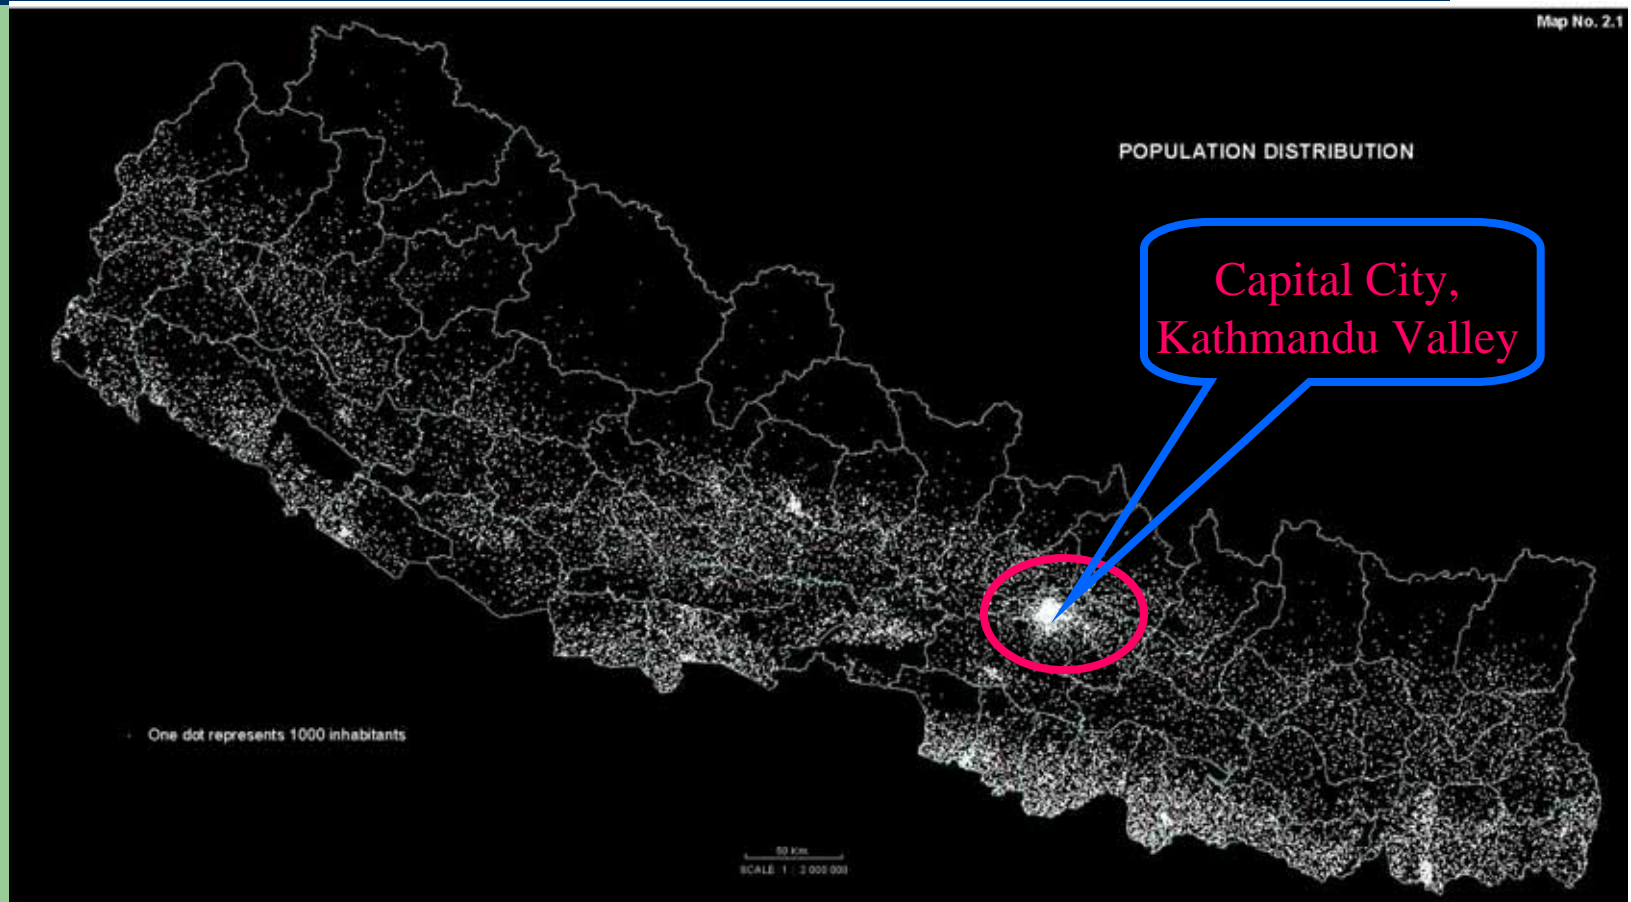 Map No. 2.1
POPULATION DISTRIBUTION
Capital City,
Kathmandu Valley
One dot represents 1000 inhabitants
50 Km.
SCALE 1 : 2 000 000